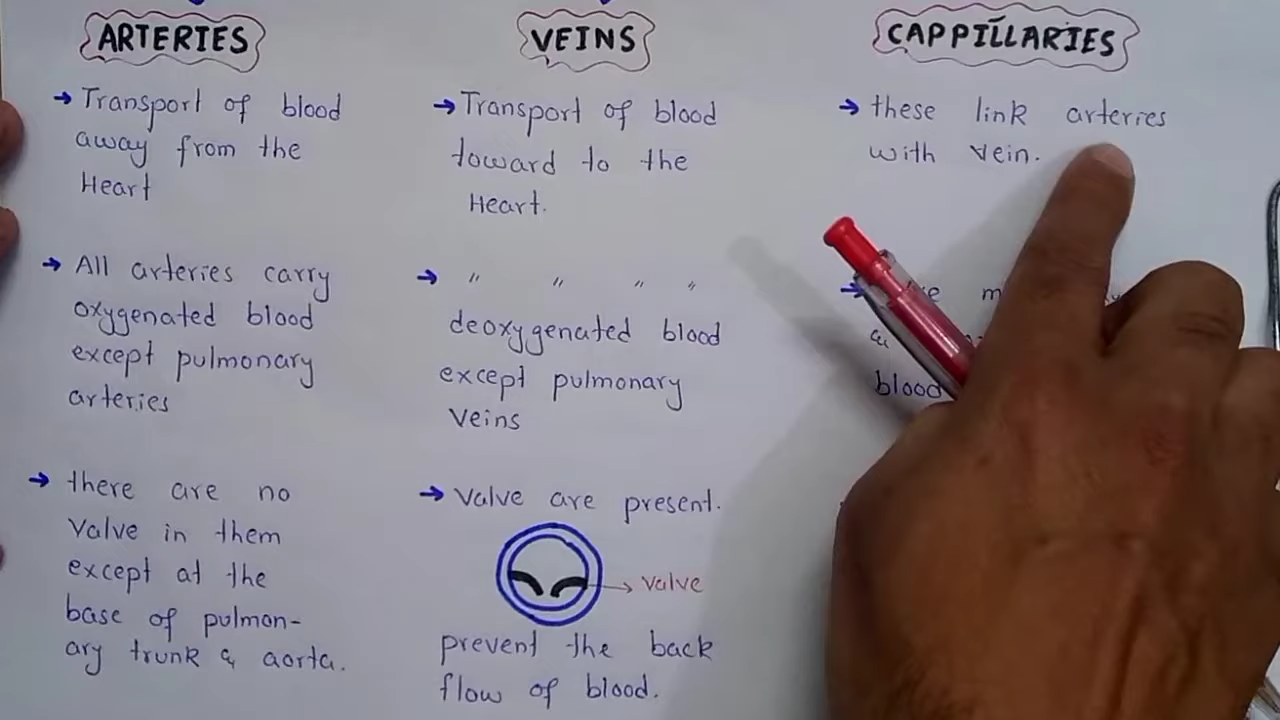 ARTERIES
→ Transport of blood
away from the
Heart
→ All arteries carry
oxygenated blood
except pulmonary
arteries
→ there are no
valve in them
except at the
base of pulmon-
ary trunk & aorta.
VEINS
→ Transport of blood
toward to the
Heart.
→ " " " "
deoxygenated blood
except pulmonary
veins
→ valve are present.
→ valve
prevent the back
flow of blood.
CAPPILLARIES
→ these link arteries
with vein.
blood